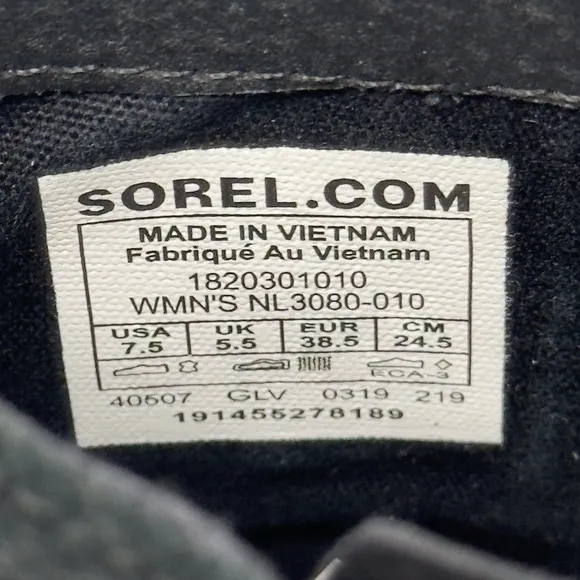 SOREL.COM
MADE IN VIETNAM
Fabriqué Au Vietnam
1820301010
WMN'S NL3080-010
USA UK EUR CM
7.5 5.5 38.5 24.5
ECA-3
40507 GLV 0319 219
191455278189